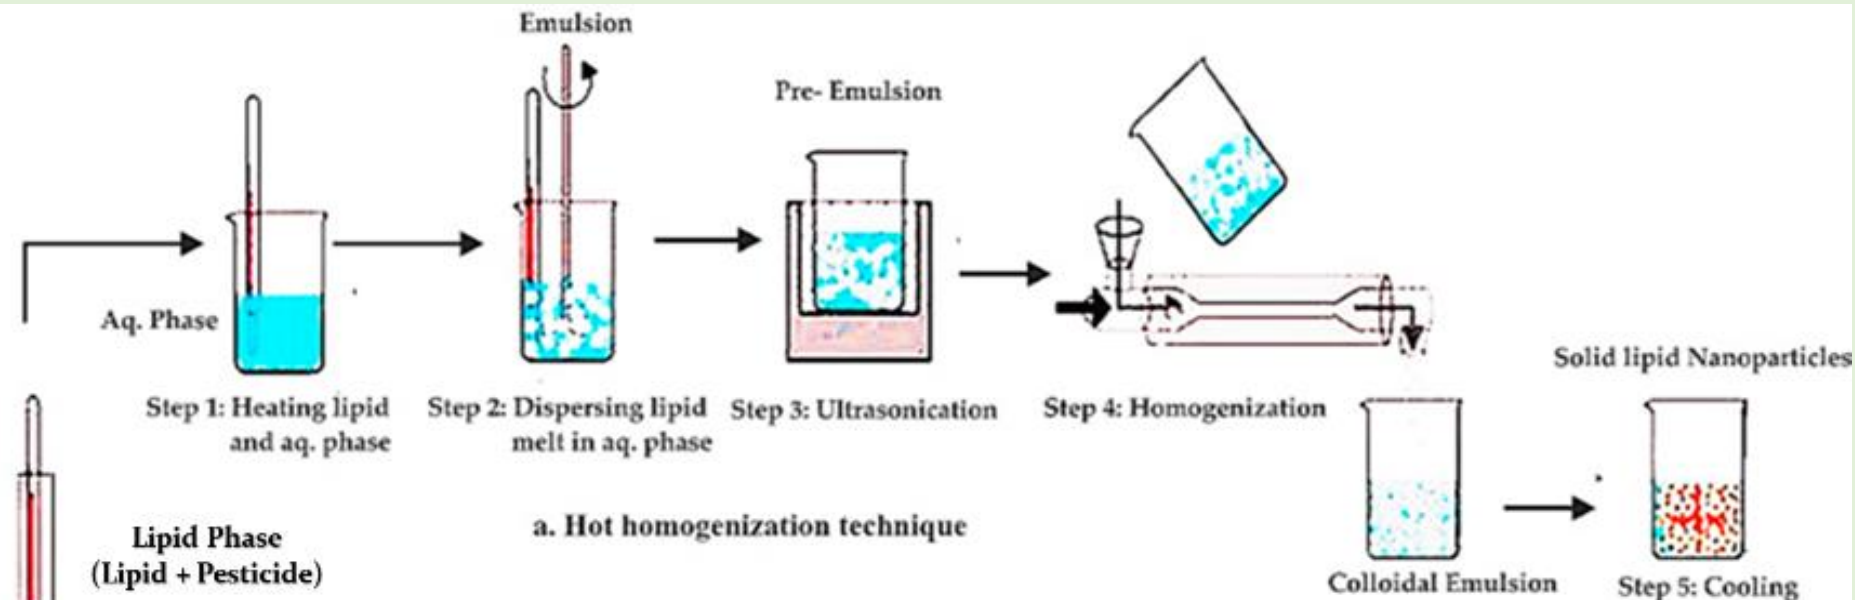 Emulsion
Pre- Emulsion
Aq. Phase
Solid lipid Nanoparticles
Step 1: Heating lipid
and aq. phase
Step 2: Dispersing lipid
melt in aq. phase
Step 3: Ultrasonication
Step 4: Homogenization
Lipid Phase
(Lipid + Pesticide)
a. Hot homogenization technique
Colloidal Emulsion
Step 5: Cooling